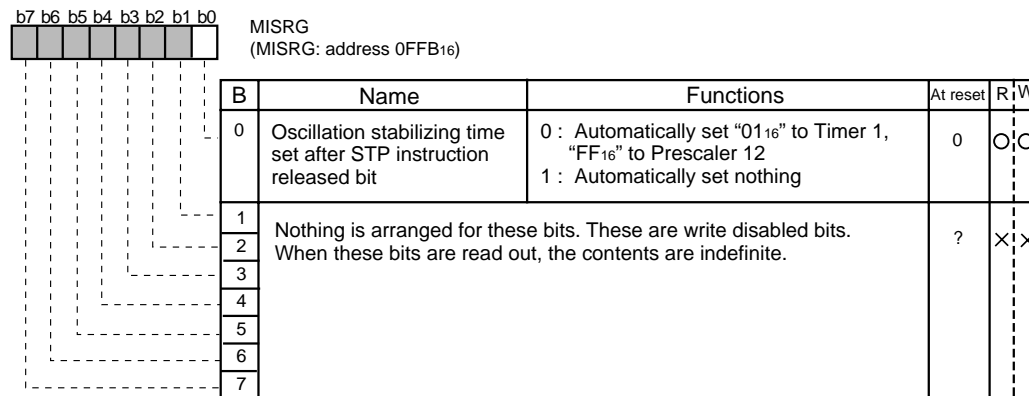 b7 b6 b5 b4 b3 b2 b1 b0
MISRG
(MISRG: address 0FFB16)
B Name Functions At reset R W
0 Oscillation stabilizing time set after STP instruction released bit
0 : Automatically set “0116” to Timer 1, “FF16” to Prescaler 12
1 : Automatically set nothing
0 O O
1
2
3
4
5
6
7
Nothing is arranged for these bits. These are write disabled bits.
When these bits are read out, the contents are indefinite.
? × ×